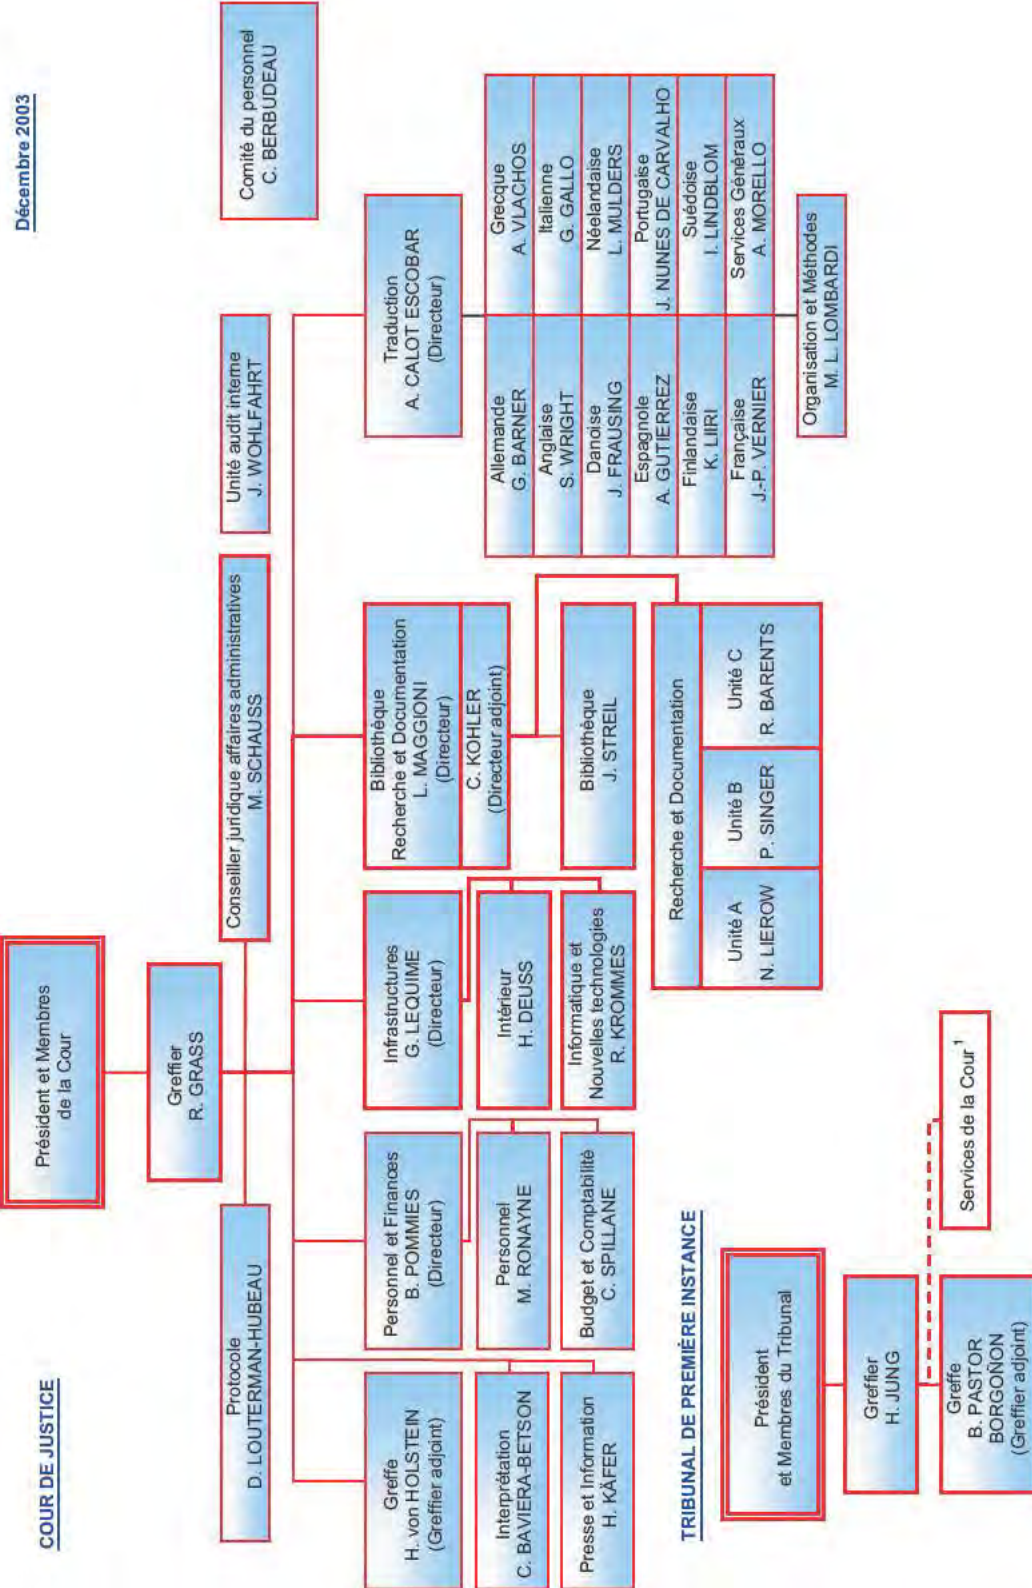 COUR DE JUSTICE
Décembre 2003
Président et Membres
de la Cour
Greffier
R. GRASS
Protocole
D. LOUTERMAN-HUBEAU
Conseiller juridique affaires administratives
M. SCHAUSS
Unité audit interne
J. WOHLFAHRT
Comité du personnel
C. BERBUDEAU
Greffe
H. von HOLSTEIN
(Greffier adjoint)
Interprétation
C. BAVIERA-BETSON
Presse et Information
H. KÄFER
Personnel et Finances
B. POMMIES
(Directeur)
Personnel
M. RONAYNE
Budget et Comptabilité
C. SPILLANE
Infrastructures
G. LEQUIME
(Directeur)
Intérieur
H. DEUSS
Informatique et
Nouvelles technologies
R. KROMMES
Bibliothèque
Recherche et Documentation
L. MAGGIONI
(Directeur)
C. KOHLER
(Directeur adjoint)
Bibliothèque
J. STREIL
Recherche et Documentation
Unité A
N. LIEROW
Unité B
P. SINGER
Unité C
R. BARENTS
Traduction
A. CALOT ESCOBAR
(Directeur)
Allemande
G. BARNER
Grecque
A. VLACHOS
Anglaise
S. WRIGHT
Italienne
G. GALLO
Danoise
J. FRAUSING
Néelandaise
L. MULDERS
Espagnole
A. GUTIERREZ
Portugaise
J. NUNES DE CARVALHO
Finlandaise
K. LIIRI
Suédoise
I. LINDBLOM
Française
J.-P. VERNIER
Services Généraux
A. MORELLO
Organisation et Méthodes
M. L. LOMBARDI
TRIBUNAL DE PREMIÈRE INSTANCE
Président
et Membres du Tribunal
Greffier
H. JUNG
Greffe
B. PASTOR
BORGOÑON
(Greffier adjoint)
Services de la Cour ¹